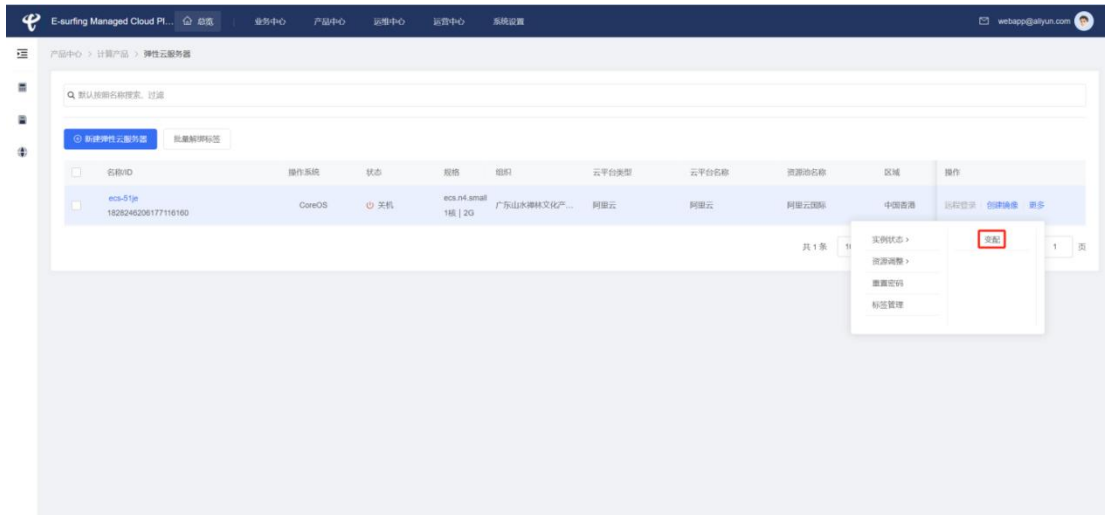 E-surfing Managed Cloud Pl... 总览 业务中心 产品中心 运维中心 运营中心 系统设置 webapp@aliyun.com
产品中心 > 计算产品 > 弹性云服务器
默认按照名称搜索、过滤
新建弹性云服务器 批量解绑标签
名称/ID 操作系统 状态 规格 组织 云平台类型 云平台名称 资源池名称 区域 操作
ecs-51je
1828246206177116160 CoreOS 关机 ecs.n4.small
1核 | 2G 广东山水禅林文化产... 阿里云 阿里云 阿里云国际 中国香港 远程登录 创建镜像 更多
共 1 条 1 页
实例状态 > 变配
资源调整 >
重置密码
标签管理